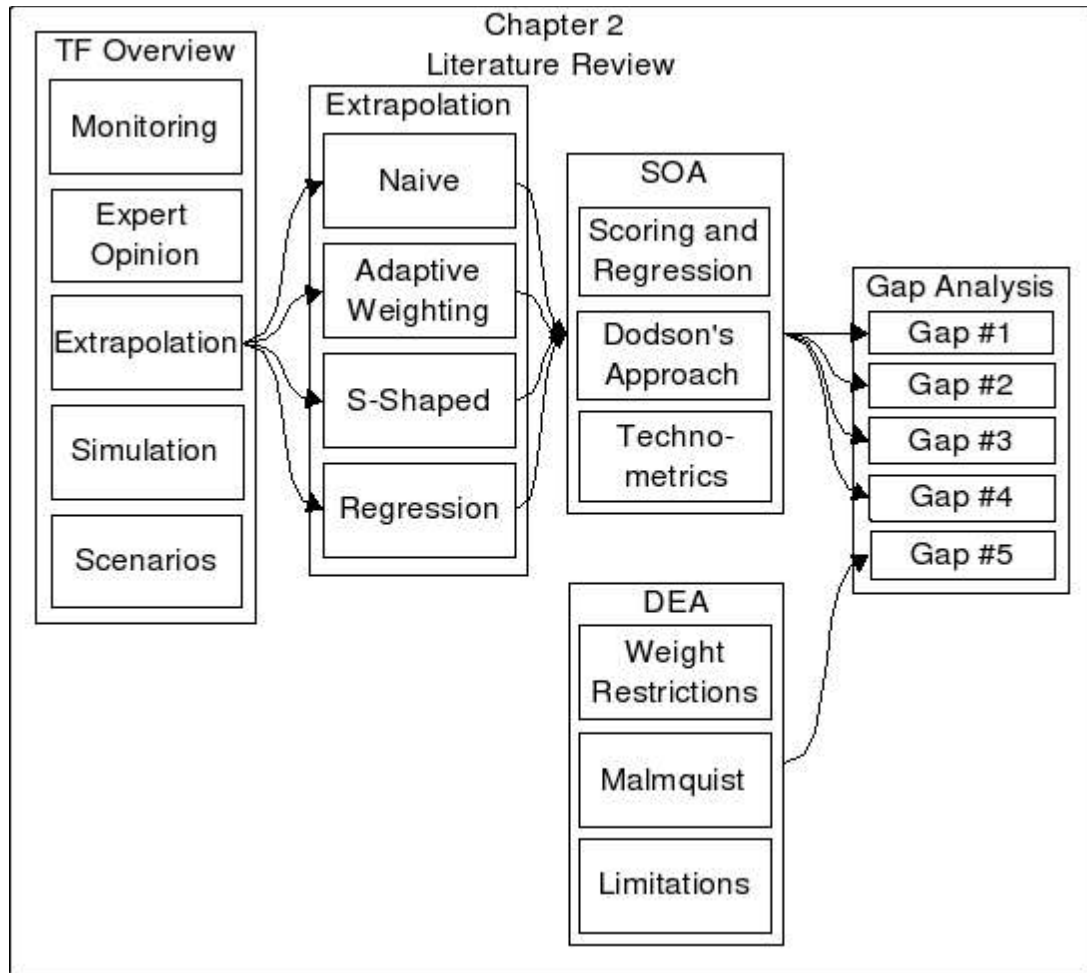 Chapter 2
Literature Review
TF Overview
Monitoring
Expert
Opinion
Extrapolation
Simulation
Scenarios
Extrapolation
Naive
Adaptive
Weighting
S-Shaped
Regression
SOA
Scoring and
Regression
Dodson's
Approach
Techno-
metrics
DEA
Weight
Restrictions
Malmquist
Limitations
Gap Analysis
Gap #1
Gap #2
Gap #3
Gap #4
Gap #5